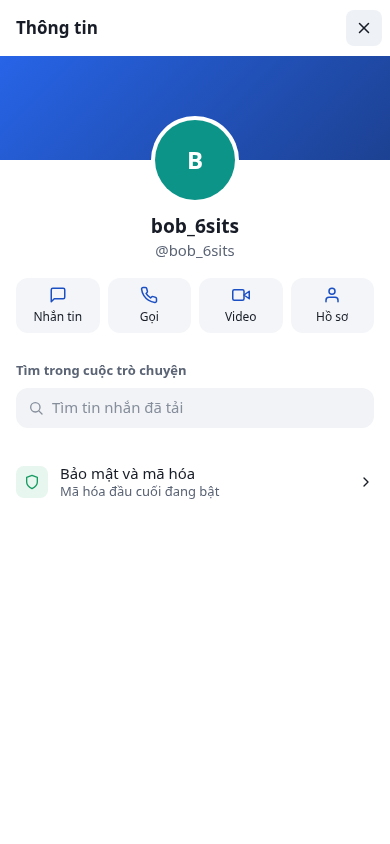 Thông tin
B
bob_6sits
@bob_6sits
Nhắn tin
Gọi
Video
Hồ sơ
Tìm trong cuộc trò chuyện
Tìm tin nhắn đã tải
Bảo mật và mã hóa
Mã hóa đầu cuối đang bật